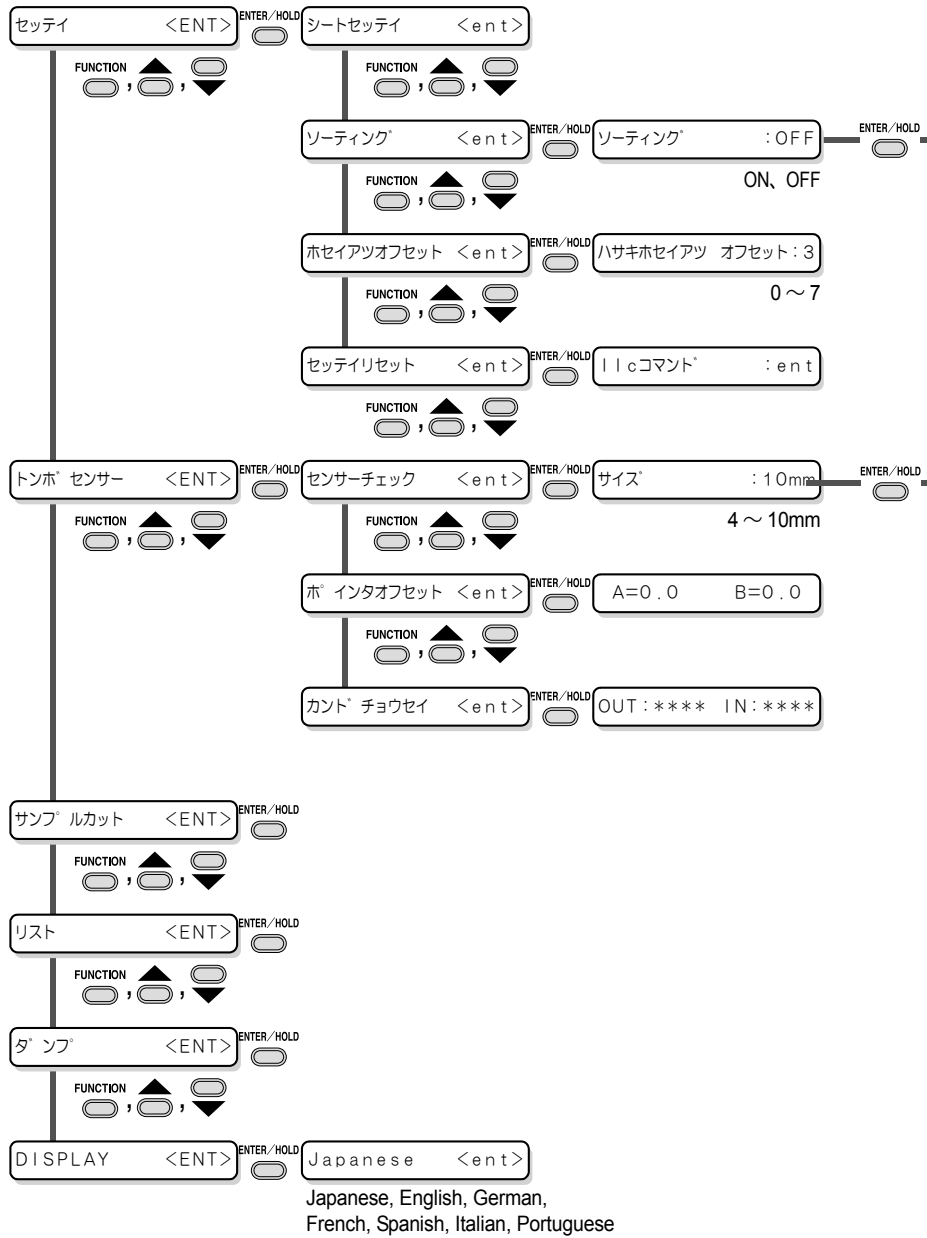 セッテイ <ENT> ENTER/HOLD シートセッテイ <ent>
FUNCTION , , FUNCTION , ,
ソーティング <ent> ENTER/HOLD ソーティング :OFF ENTER/HOLD
ON、OFF
FUNCTION , ,
ホセイアツオフセット <ent> ENTER/HOLD ハサキホセイアツ オフセット:3
0～7
FUNCTION , ,
セッテイリセット <ent> ENTER/HOLD IIcコマンド :ent
FUNCTION , ,
トンボ センサー <ENT> ENTER/HOLD センサーチェック <ent> ENTER/HOLD サイズ :10mm ENTER/HOLD
4～10mm
FUNCTION , , FUNCTION , ,
ポ インタオフセット <ent> ENTER/HOLD A=0.0 B=0.0
FUNCTION , ,
カンド チョウセイ <ent> ENTER/HOLD OUT:**** IN:****
サンプ ルカット <ENT> ENTER/HOLD
FUNCTION , ,
リスト <ENT> ENTER/HOLD
FUNCTION , ,
ダ ンプ <ENT> ENTER/HOLD
FUNCTION , ,
DISPLAY <ENT> ENTER/HOLD Japanese <ent>
Japanese, English, German,
French, Spanish, Italian, Portuguese